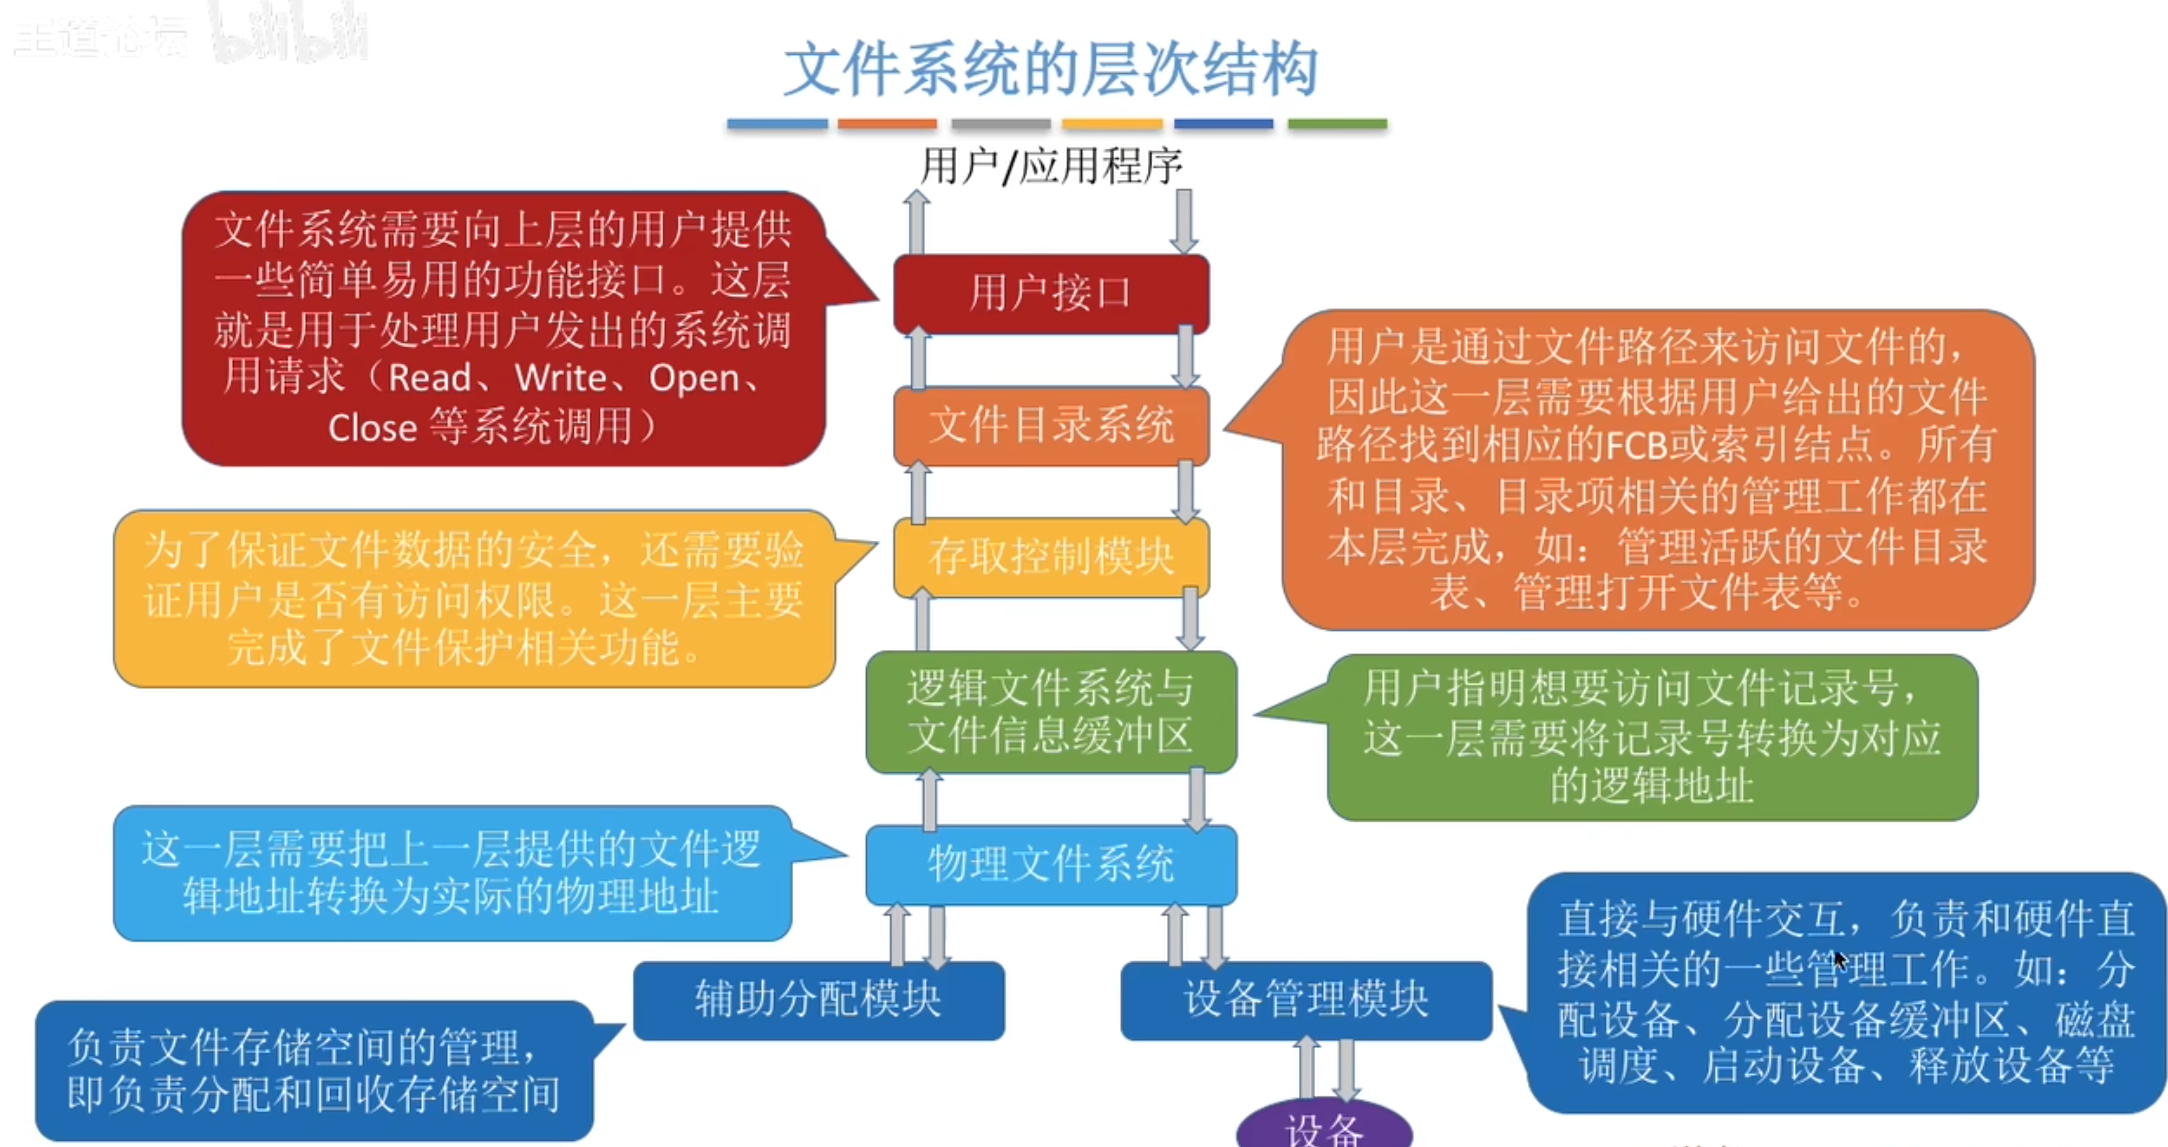 王道论坛 bilibili
文件系统的层次结构
用户/应用程序
文件系统需要向上层的用户提供
一些简单易用的功能接口。这层
就是用于处理用户发出的系统调
用请求（Read、Write、Open、
Close 等系统调用）
用户接口
用户是通过文件路径来访问文件的，
因此这一层需要根据用户给出的文件
路径找到相应的FCB或索引结点。所有
和目录、目录项相关的管理工作都在
本层完成，如：管理活跃的文件目录
表、管理打开文件表等。
文件目录系统
为了保证文件数据的安全，还需要验
证用户是否有访问权限。这一层主要
完成了文件保护相关功能。
存取控制模块
逻辑文件系统与
文件信息缓冲区
用户指明想要访问文件记录号，
这一层需要将记录号转换为对应
的逻辑地址
这一层需要把上一层提供的文件逻
辑地址转换为实际的物理地址
物理文件系统
辅助分配模块
设备管理模块
直接与硬件交互，负责和硬件直
接相关的一些管理工作。如：分
配设备、分配设备缓冲区、磁盘
调度、启动设备、释放设备等
负责文件存储空间的管理，
即负责分配和回收存储空间
设备